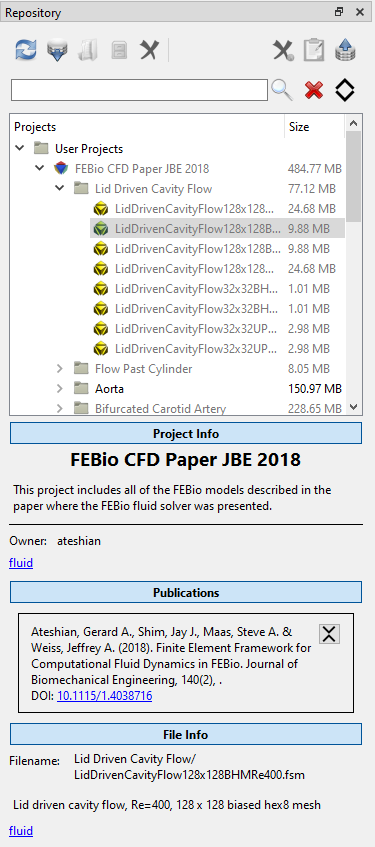 Repository
Projects Size
User Projects
FEBio CFD Paper JBE 2018 484.77 MB
Lid Driven Cavity Flow 77.12 MB
LidDrivenCavityFlow128x128... 24.68 MB
LidDrivenCavityFlow128x128B... 9.88 MB
LidDrivenCavityFlow128x128B... 9.88 MB
LidDrivenCavityFlow128x128... 24.68 MB
LidDrivenCavityFlow32x32BH... 1.01 MB
LidDrivenCavityFlow32x32BH... 1.01 MB
LidDrivenCavityFlow32x32UP... 2.98 MB
LidDrivenCavityFlow32x32UP... 2.98 MB
Flow Past Cylinder 8.05 MB
Aorta 150.97 MB
Bifurcated Carotid Artery 228.65 MB
Project Info
FEBio CFD Paper JBE 2018
This project includes all of the FEBio models described in the
paper where the FEBio fluid solver was presented.
Owner: ateshian
fluid
Publications
Ateshian, Gerard A., Shim, Jay J., Maas, Steve A. &
Weiss, Jeffrey A. (2018). Finite Element Framework for
Computational Fluid Dynamics in FEBio. Journal of
Biomechanical Engineering, 140(2), .
DOI: 10.1115/1.4038716
File Info
Filename: Lid Driven Cavity Flow/
LidDrivenCavityFlow128x128BHMRe400.fsm
Lid driven cavity flow, Re=400, 128 x 128 biased hex8 mesh
fluid